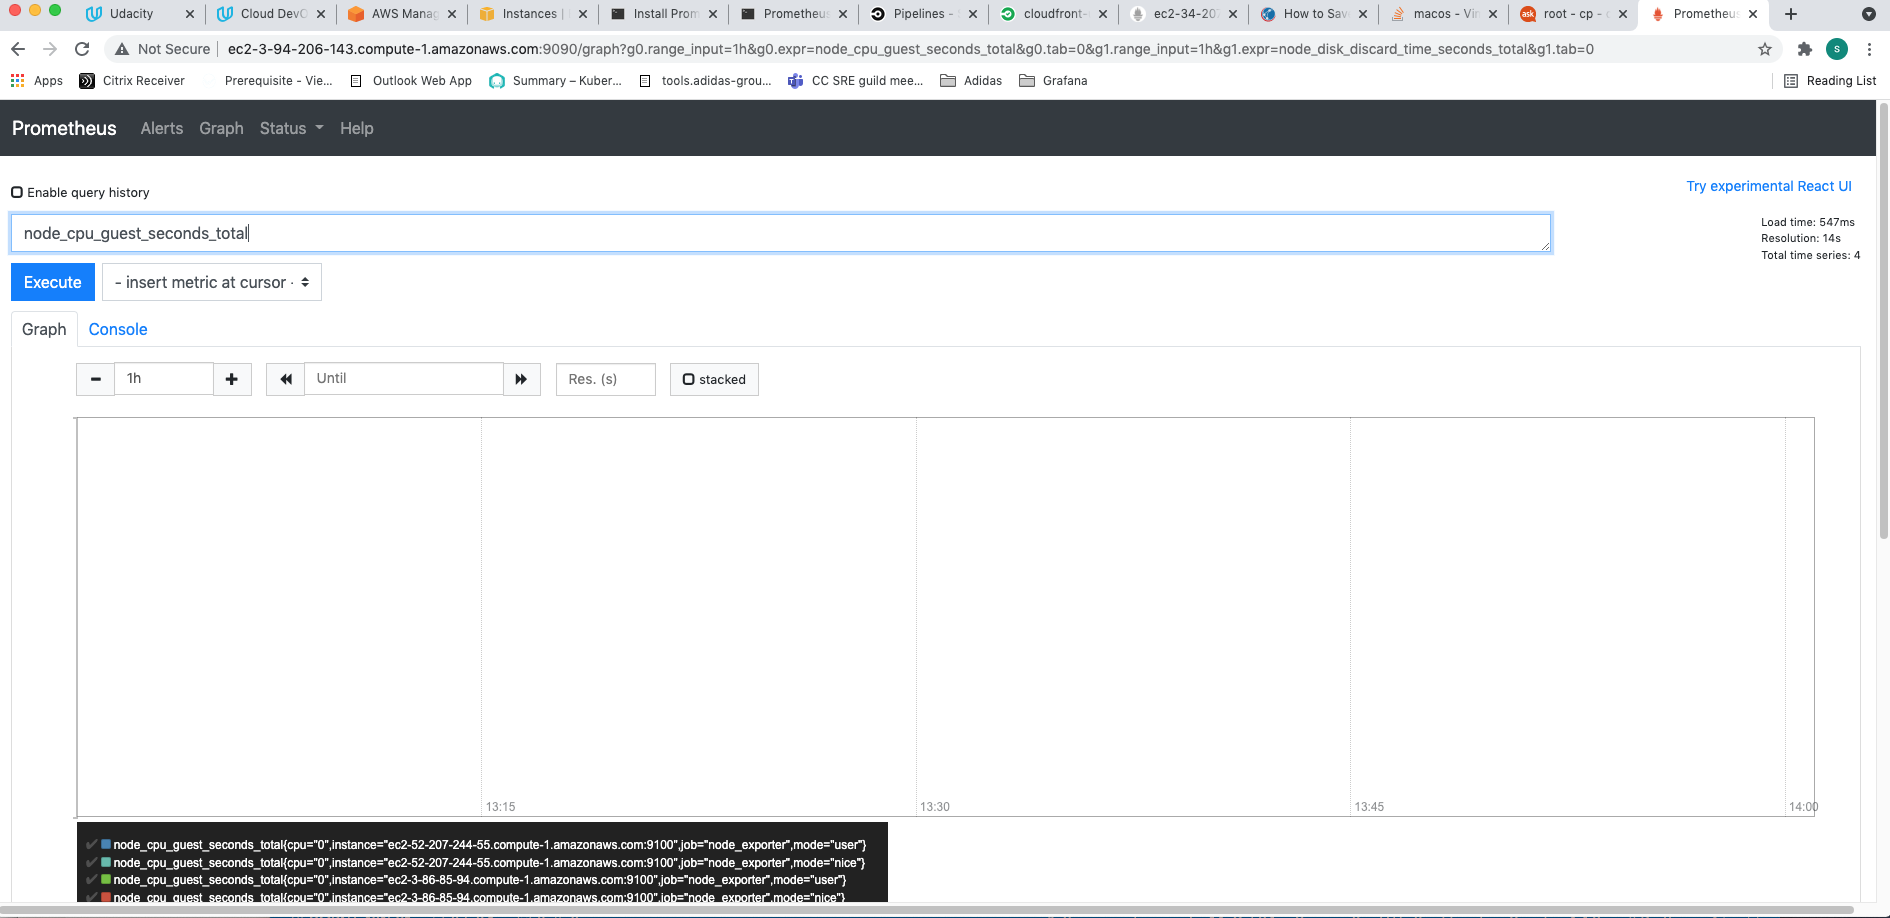 Udacity
Cloud DevO
AWS Manag
Instances |
Install Prom
Prometheus
Pipelines -
cloudfront-
ec2-34-207
How to Sav
macos - Vim
root - cp -
Prometheus
Not Secure
ec2-3-94-206-143.compute-1.amazonaws.com:9090/graph?g0.range_input=1h&g0.expr=node_cpu_guest_seconds_total&g0.tab=0&g1.range_input=1h&g1.expr=node_disk_discard_time_seconds_total&g1.tab=0
s
Apps
Citrix Receiver
Prerequisite - Vie...
Outlook Web App
Summary – Kuber...
tools.adidas-grou...
CC SRE guild mee...
Adidas
Grafana
Reading List
Prometheus
Alerts
Graph
Status
Help
Enable query history
Try experimental React UI
node_cpu_guest_seconds_total
Load time: 547ms
Resolution: 14s
Total time series: 4
Execute
- insert metric at cursor -
Graph
Console
1h
Until
Res. (s)
stacked
13:15
13:30
13:45
14:00
node_cpu_guest_seconds_total{cpu="0",instance="ec2-52-207-244-55.compute-1.amazonaws.com:9100",job="node_exporter",mode="user"}
node_cpu_guest_seconds_total{cpu="0",instance="ec2-52-207-244-55.compute-1.amazonaws.com:9100",job="node_exporter",mode="nice"}
node_cpu_guest_seconds_total{cpu="0",instance="ec2-3-86-85-94.compute-1.amazonaws.com:9100",job="node_exporter",mode="user"}
node_cpu_guest_seconds_total{cpu="0",instance="ec2-3-86-85-94.compute-1.amazonaws.com:9100",job="node_exporter",mode="nice"}